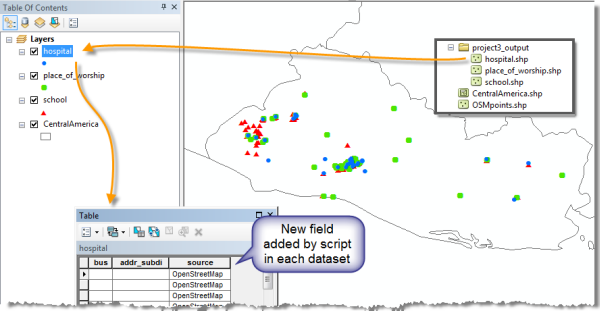 Table Of Contents
Layers
hospital
place_of_worship
school
CentralAmerica
project3_output
hospital.shp
place_of_worship.shp
school.shp
CentralAmerica.shp
OSMpoints.shp
Table
hospital
bus addr_subdi source
OpenStreetMap
OpenStreetMap
OpenStreetMap
New field
added by script
in each dataset